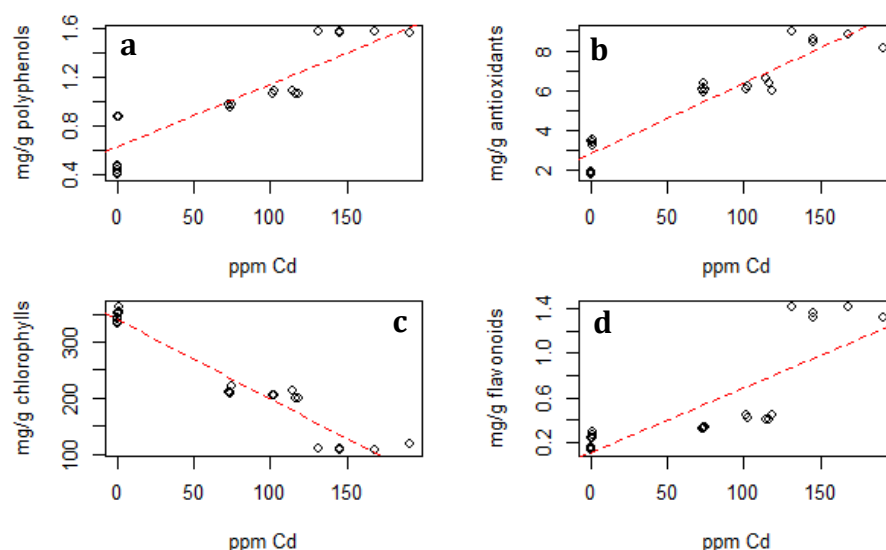 a
mg/g polyphenols
0.4 0.8 1.2 1.6
0 50 100 150
ppm Cd
b
mg/g antioxidants
2 4 6 8
0 50 100 150
ppm Cd
c
mg/g chlorophylls
100 200 300
0 50 100 150
ppm Cd
d
mg/g flavonoids
0.2 0.6 1.0 1.4
0 50 100 150
ppm Cd